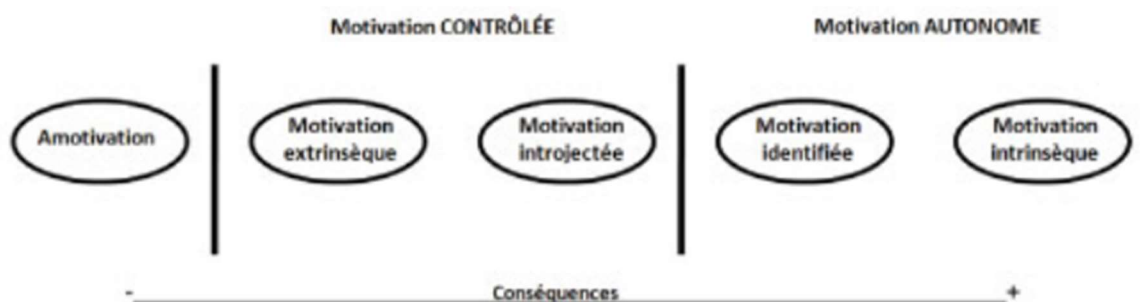 Motivation CONTRÔLÉE
Motivation AUTONOME
Amotivation
Motivation
extrinsèque
Motivation
introjectée
Motivation
identifiée
Motivation
intrinsèque
- Conséquences +